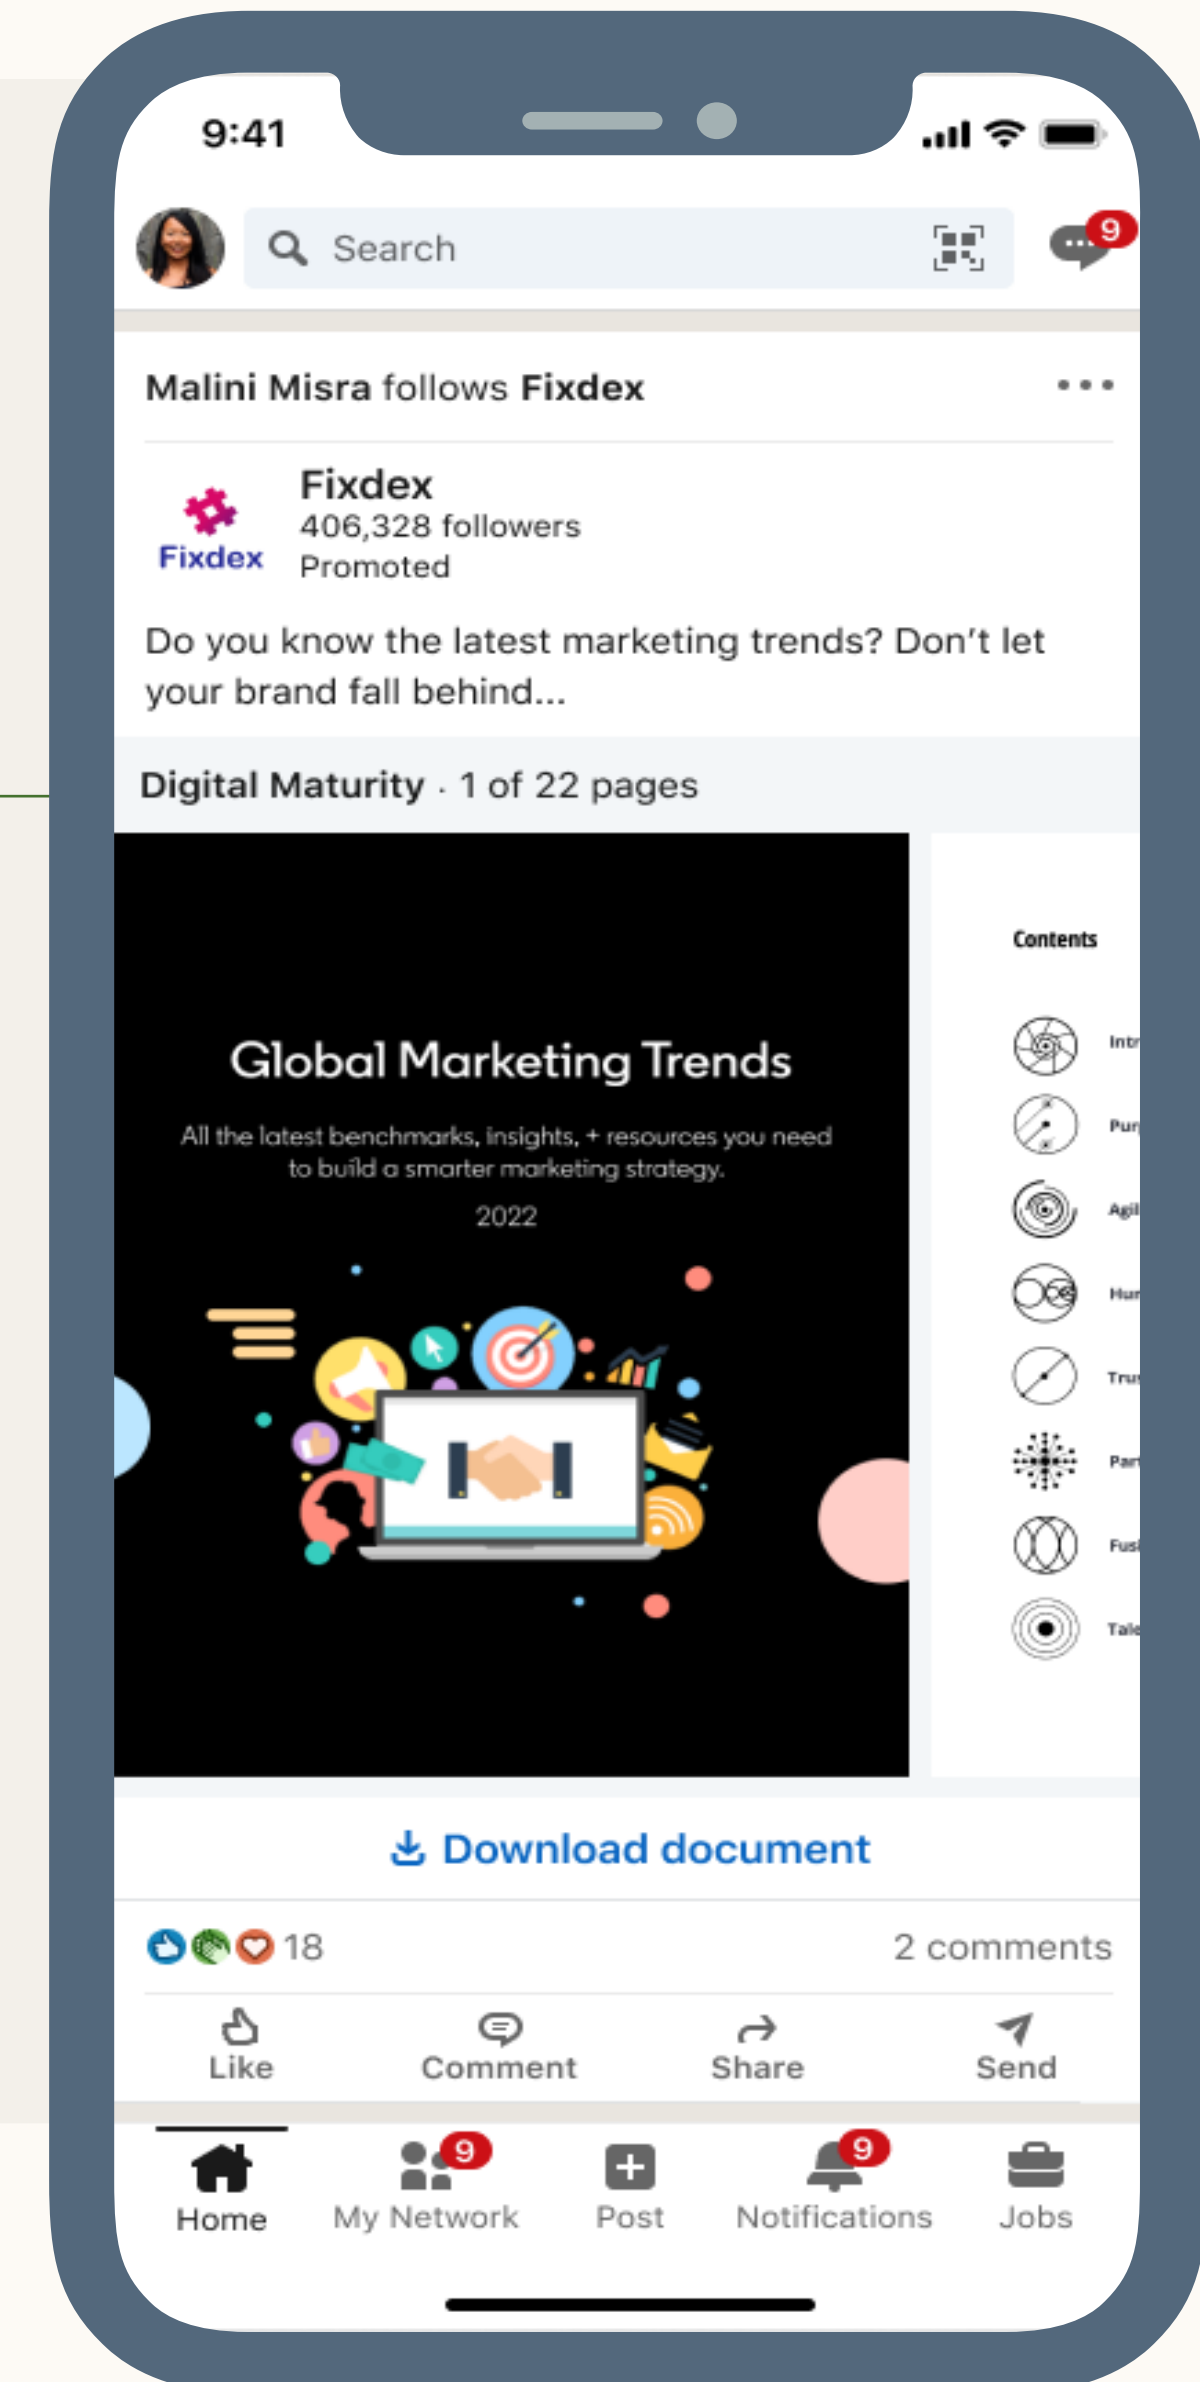 9:41
Search
9
Malini Misra follows Fixdex
Fixdex
Fixdex
406,328 followers
Promoted
Do you know the latest marketing trends? Don't let
your brand fall behind...
Digital Maturity · 1 of 22 pages
Global Marketing Trends
All the latest benchmarks, insights, + resources you need
to build a smarter marketing strategy.
2022
Contents
Download document
18
2 comments
Like
Comment
Share
Send
9
9
Home
My Network
Post
Notifications
Jobs